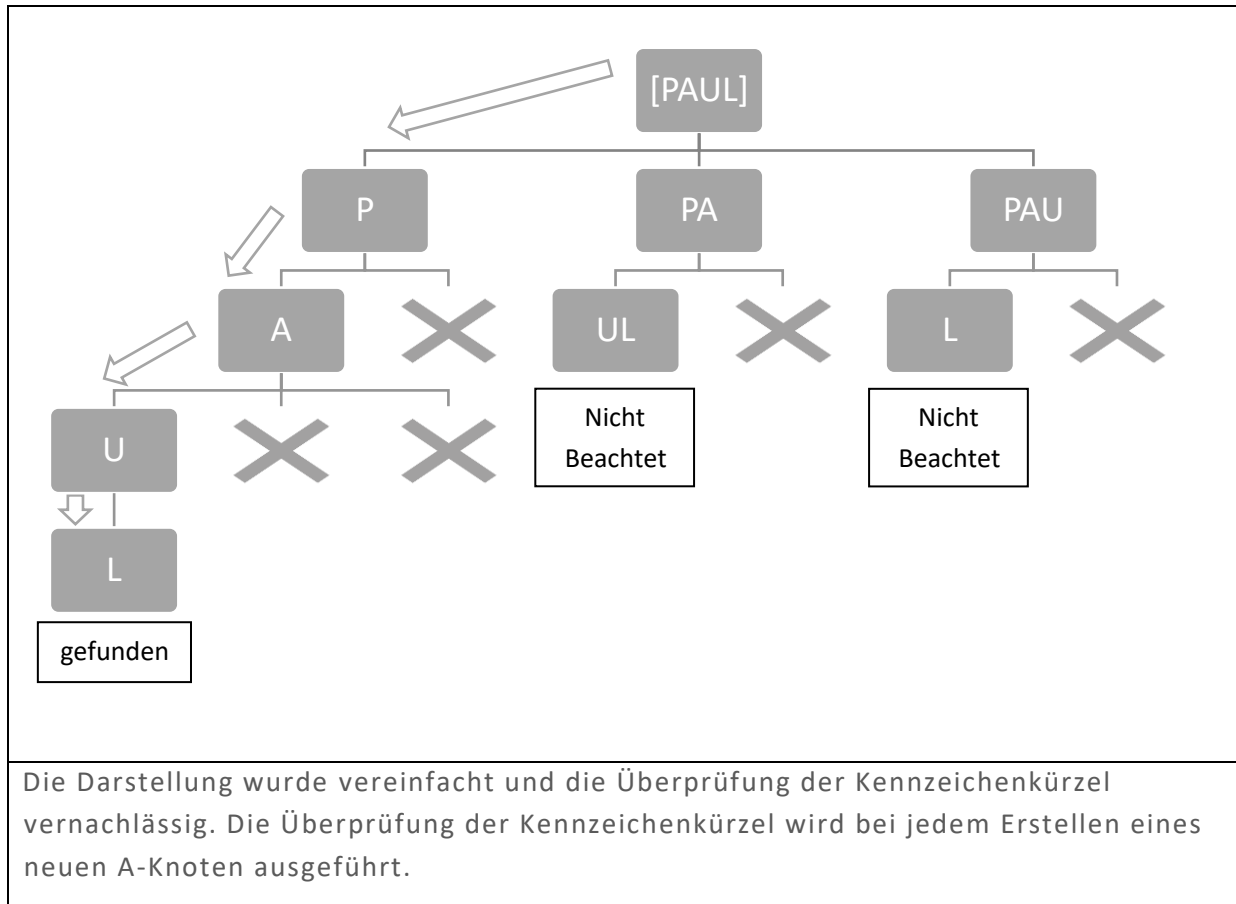 [PAUL]
P
PA
PAU
A
UL
L
U
Nicht
Beachtet
Nicht
Beachtet
L
gefunden
Die Darstellung wurde vereinfacht und die Überprüfung der Kennzeichenkürzel
vernachlässig. Die Überprüfung der Kennzeichenkürzel wird bei jedem Erstellen eines
neuen A-Knoten ausgeführt.